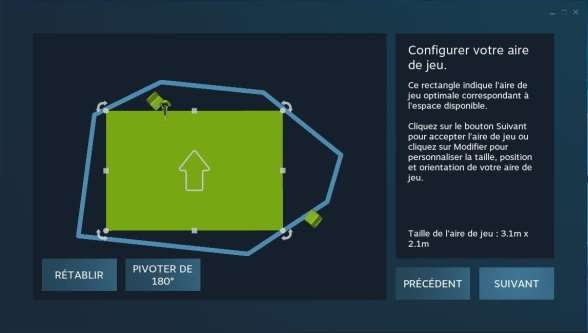 Configurer votre aire
de jeu.
Ce rectangle indique l'aire de
jeu optimale correspondant à
l'espace disponible.
Cliquez sur le bouton Suivant
pour accepter l'aire de jeu ou
cliquez sur Modifier pour
personnaliser la taille, position
et orientation de votre aire de
jeu.
Taille de l'aire de jeu : 3.1m x
2.1m
RÉTABLIR
PIVOTER DE
180°
PRÉCÉDENT
SUIVANT